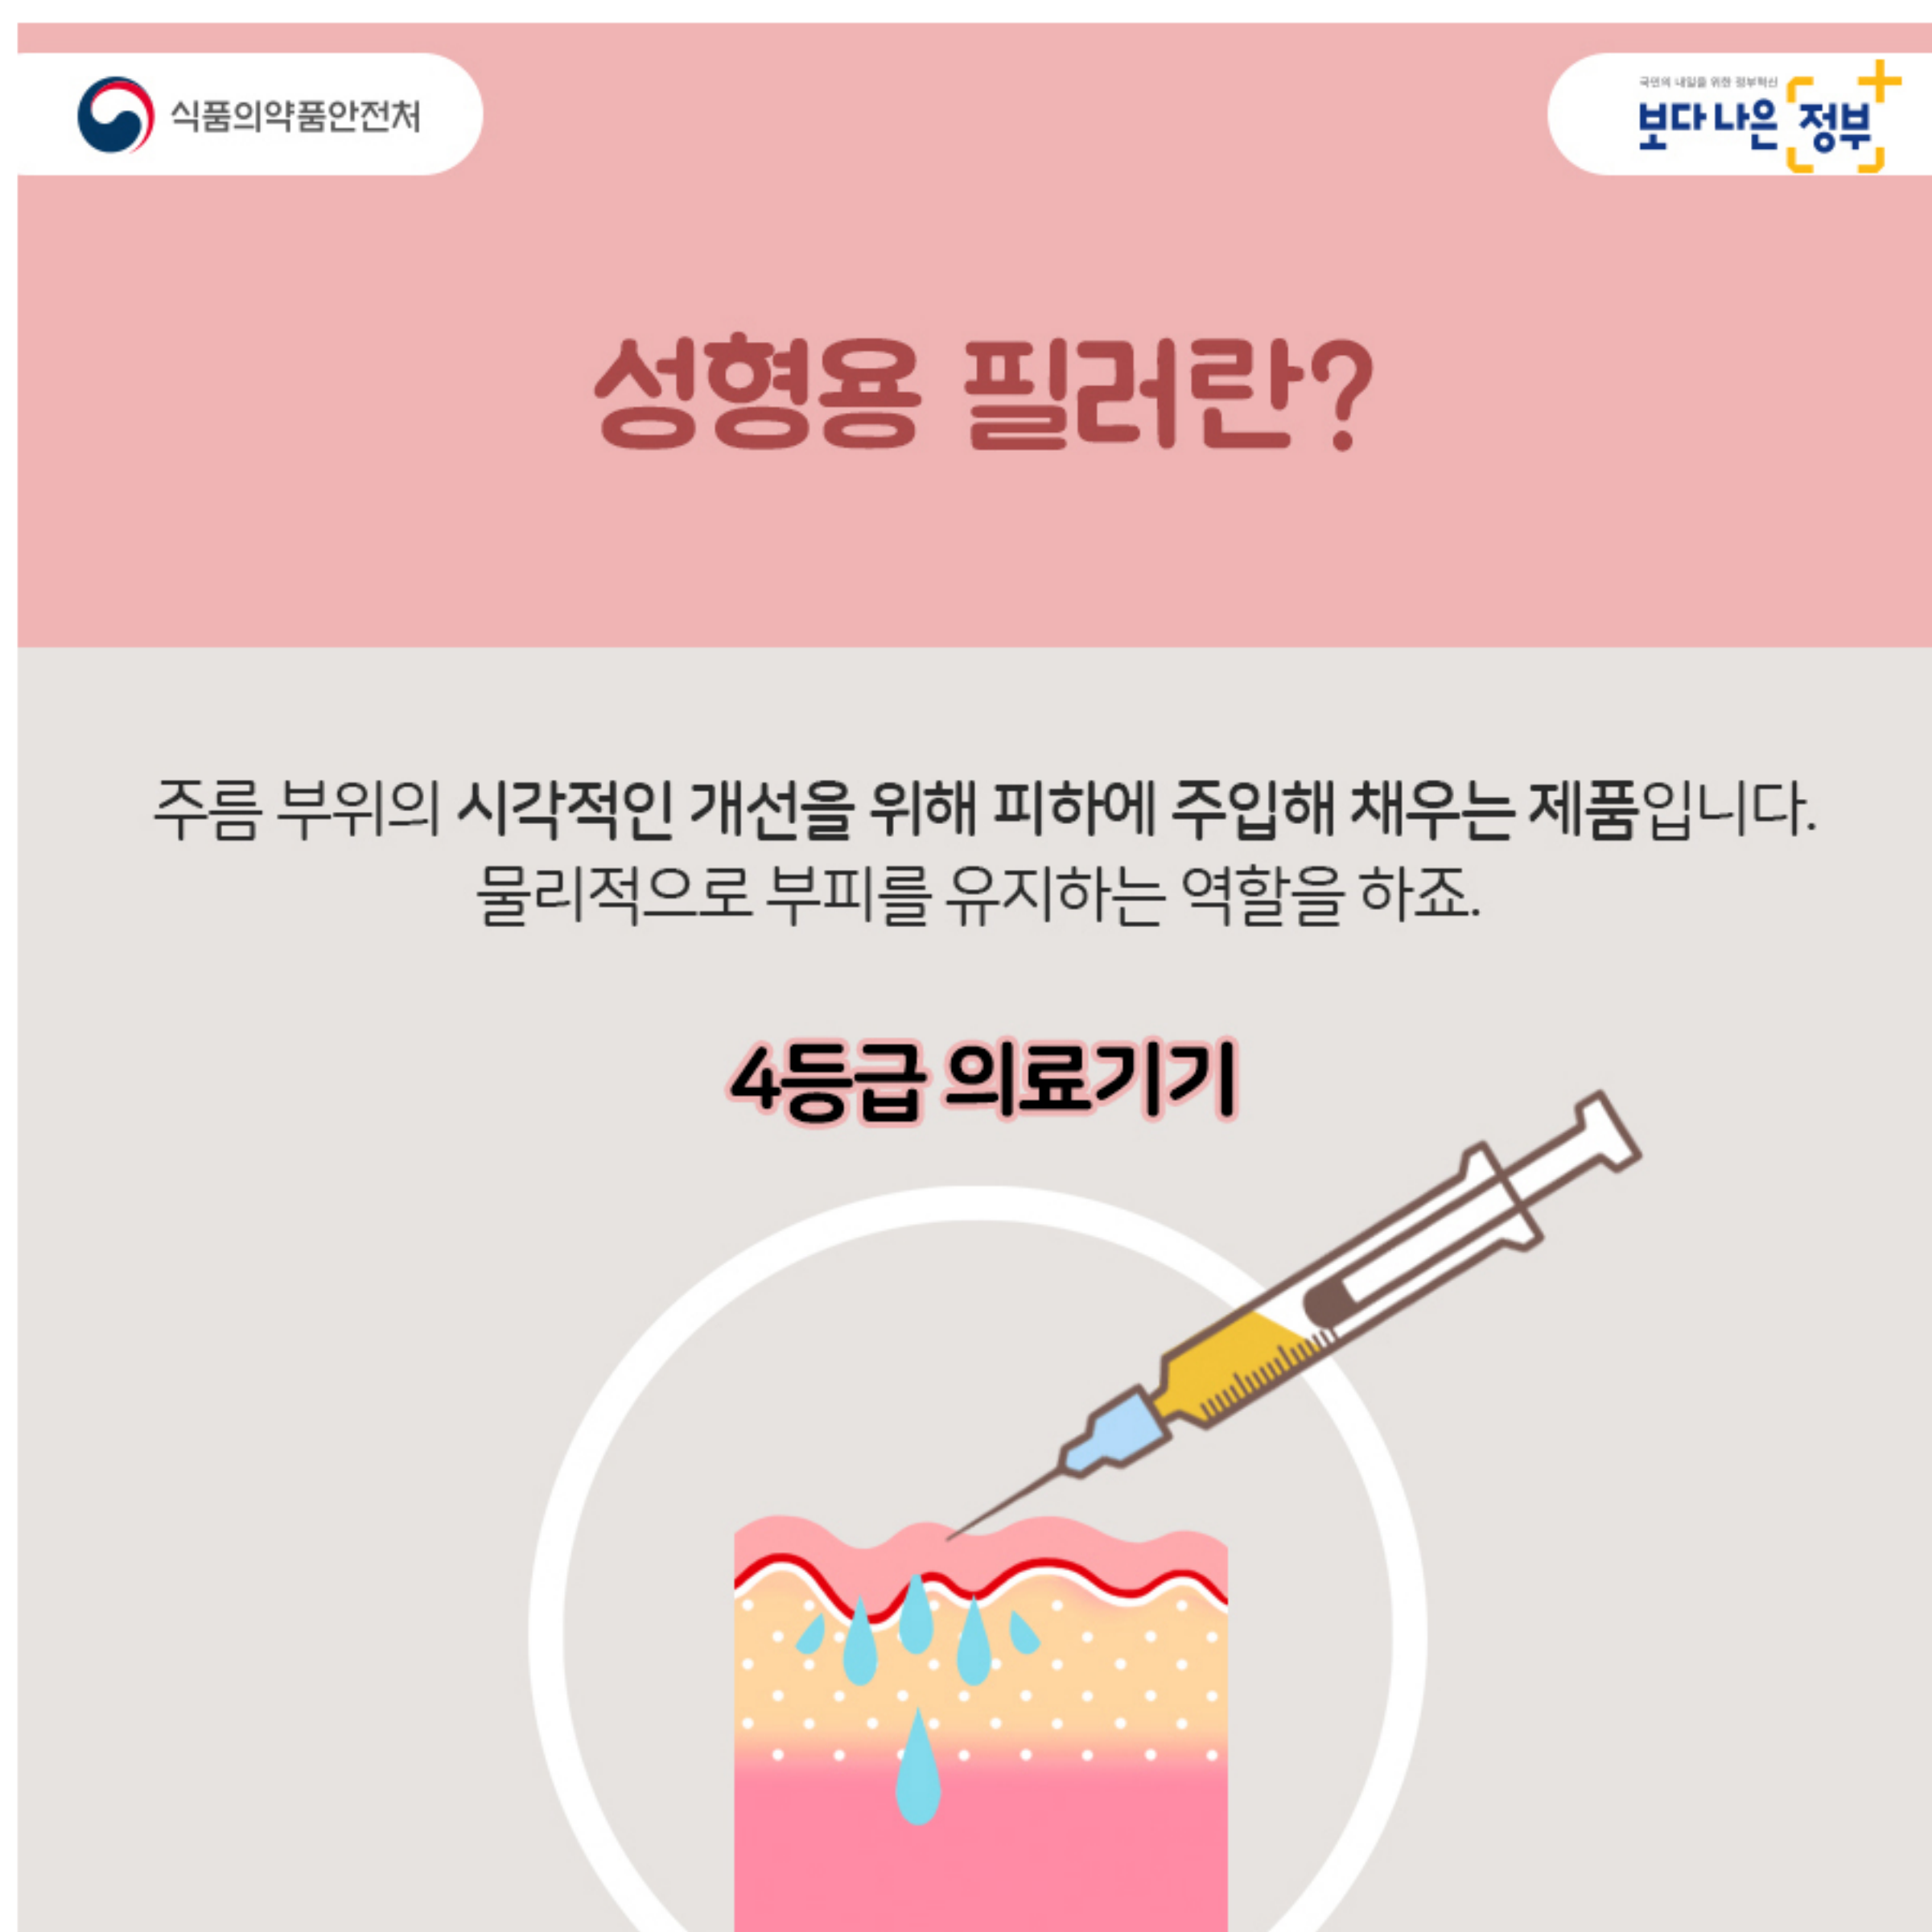 식품의약품안전처
국민의 내일을 위한 정부혁신
보다 나은 정부
성형용 필러란?
주름 부위의 시각적인 개선을 위해 피하에 주입해 채우는 제품입니다.
물리적으로 부피를 유지하는 역할을 하죠.
4등급 의료기기